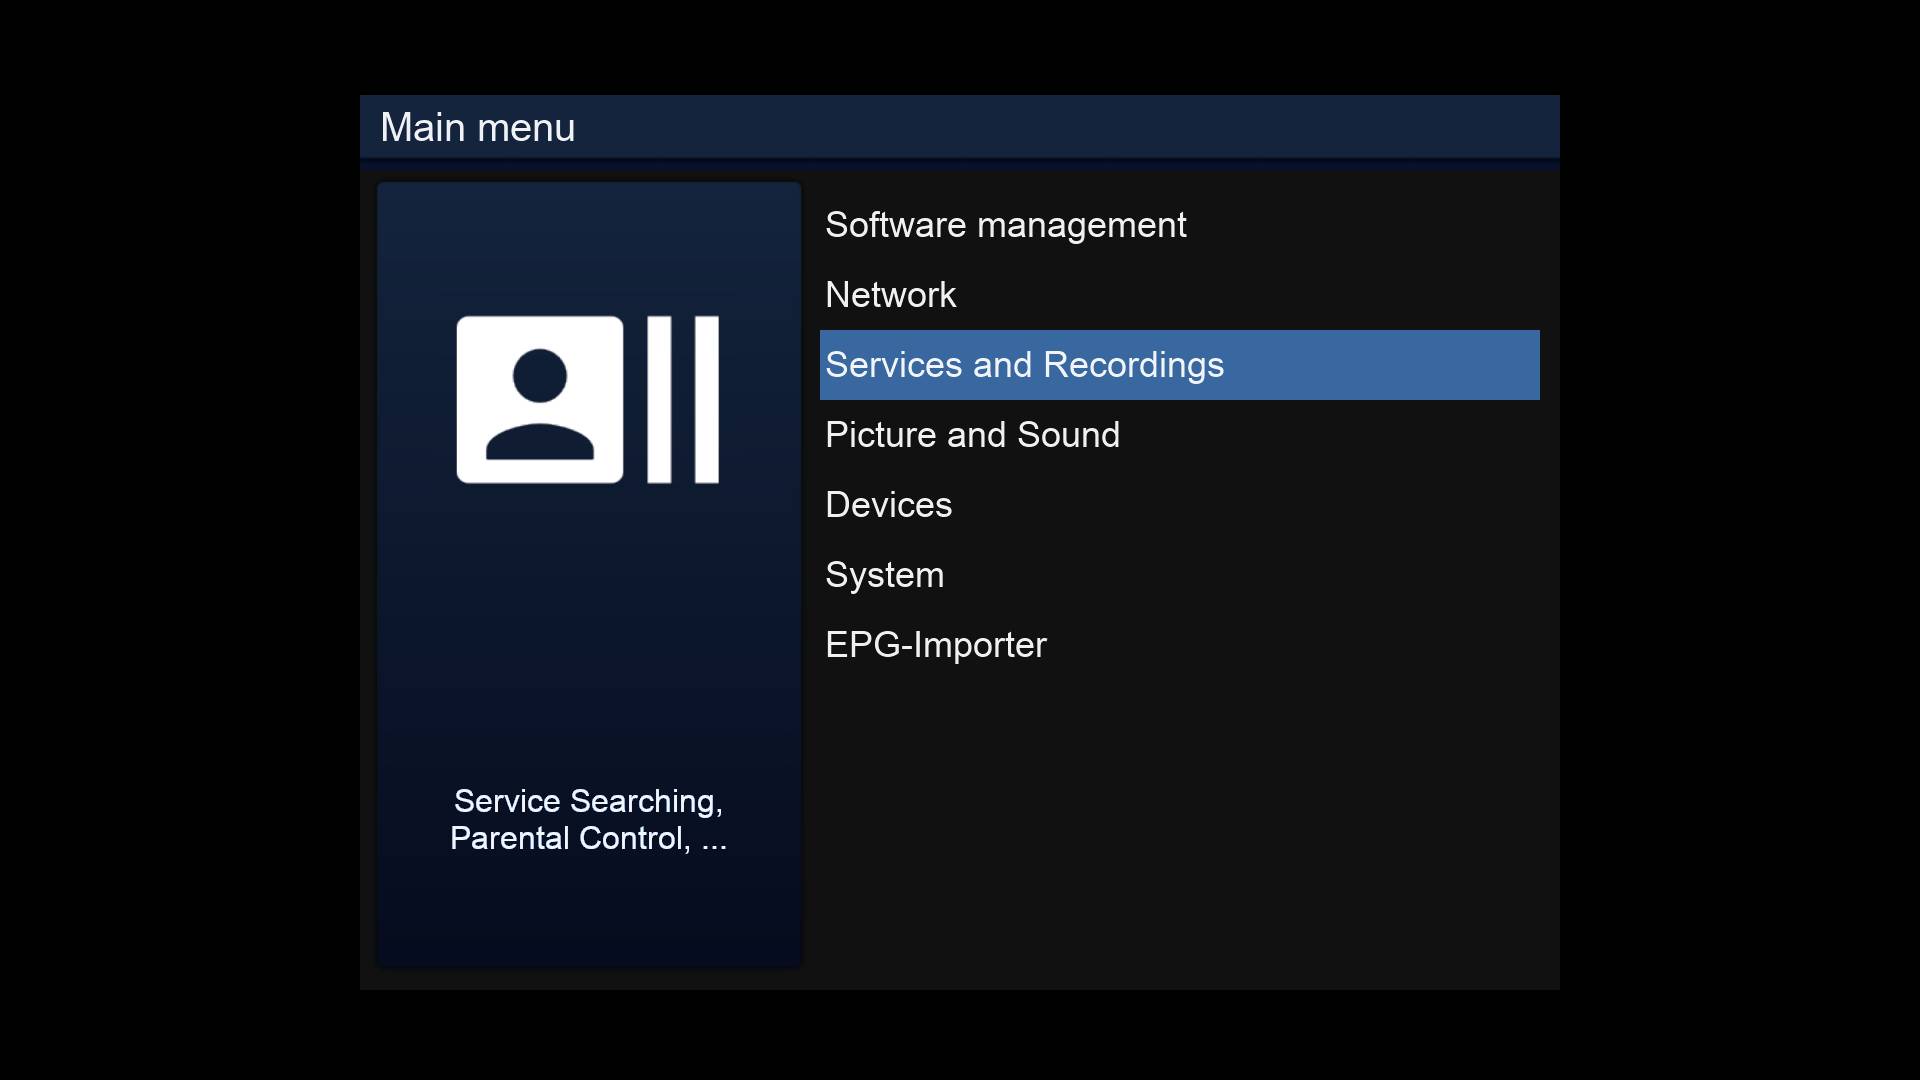 Main menu
Software management
Network
Services and Recordings
Picture and Sound
Devices
System
EPG-Importer
Service Searching,
Parental Control, ...